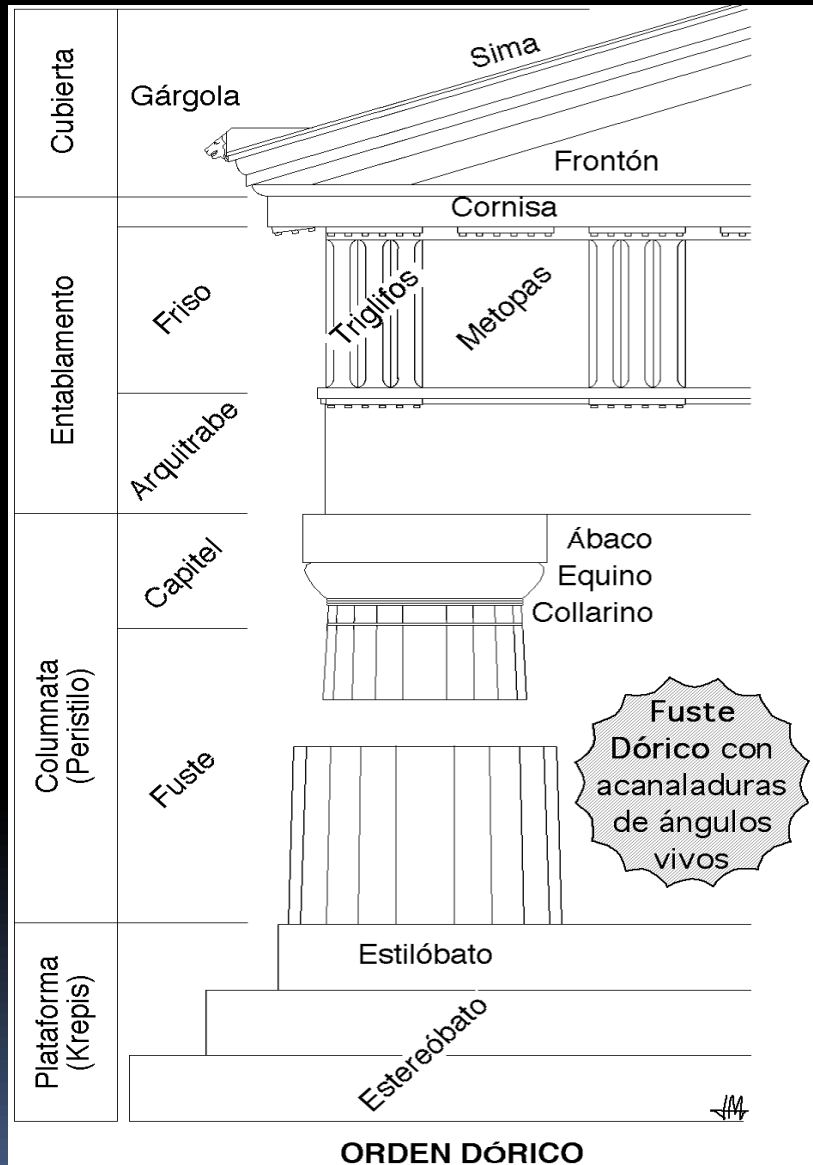 Sima
Gárgola
Cubierta
Frontón
Cornisa
Entablamento
Friso
Triglifos
Metopas
Arquitrabe
Capitel
Ábaco
Equino
Collarino
Columnata
(Peristilo)
Fuste
Fuste
Dórico con
acanaladuras
de ángulos
vivos
Plataforma
(Krepis)
Estilóbato
Estereóbato
ORDEN DÓRICO